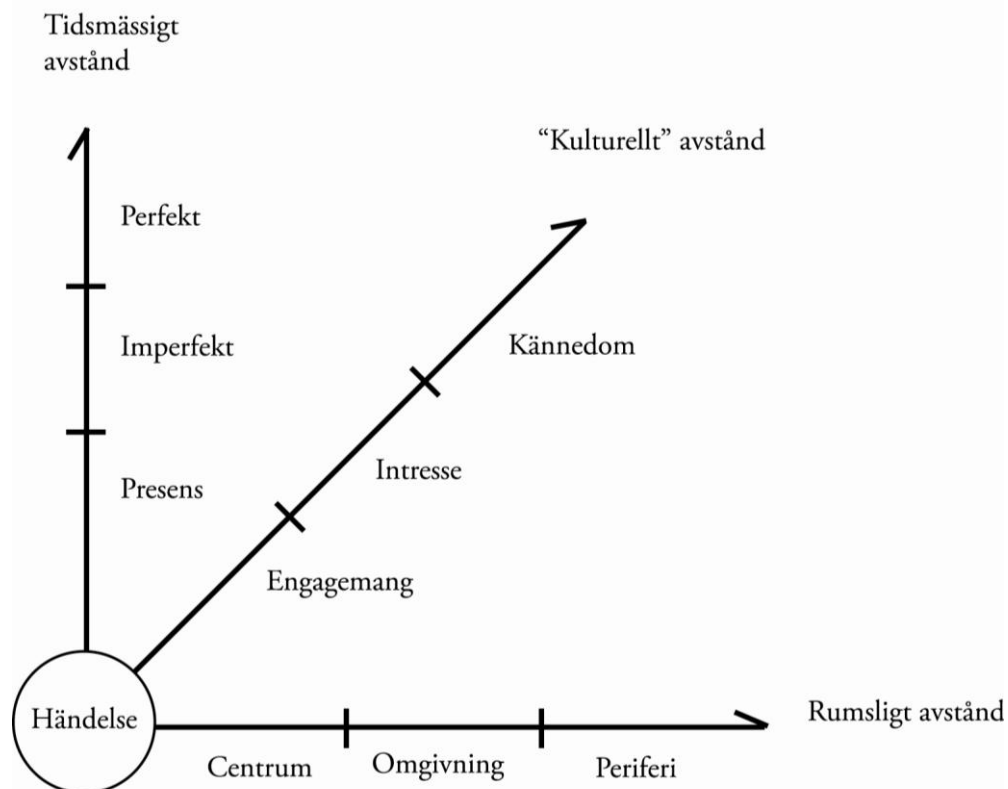 Tidsmässigt
avstånd
“Kulturellt” avstånd
Perfekt
Imperfekt
Kännedom
Intresse
Presens
Engagemang
Händelse
Rumsligt avstånd
Centrum
Omgivning
Periferi